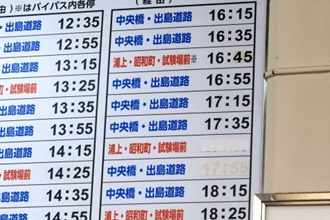 由）※はバイパス内各停
・出島道路 12:35
・出島道路 12:55
・試験場前 13:05
・出島道路 13:15
・試験場前 13:25
・出島道路 13:35
・出島道路 13:55
・出島道路 14:15
・試験場前 14:25
・出島道路 14:35
・出島道路 14:55
中央橋・出島道路 16:15
中央橋・出島道路 16:35
浦上・昭和町・試験場前※ 16:45
中央橋・出島道路 16:55
中央橋・出島道路 17:15
中央橋・出島道路 17:35
中央橋・出島道路 17:55
中央橋・出島道路 18:15
浦上・昭和町・試験場前 18:25